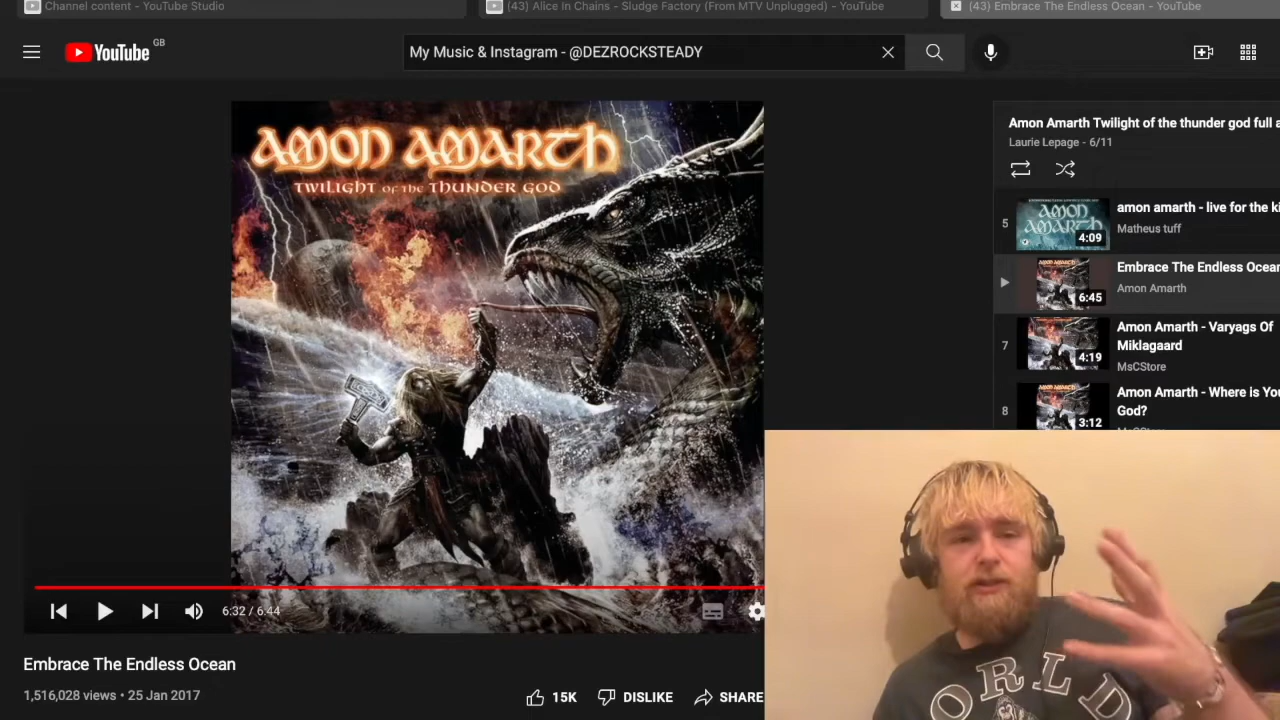 Channel content - YouTube Studio
(43) Alice In Chains - Sludge Factory (From MTV Unplugged) - YouTube
(43) Embrace The Endless Ocean - YouTube
YouTube GB
My Music & Instagram - @DEZROCKSTEADY
AMON AMARTH
TWILIGHT OF THE THUNDER GOD
Amon Amarth Twilight of the thunder god full a
Laurie Lepage - 6/11
5
AMON AMARTH
4:09
amon amarth - live for the ki
Matheus tuff
6:45
Embrace The Endless Ocean
Amon Amarth
7
4:19
Amon Amarth - Varyags Of
Miklagaard
MsCStore
8
3:12
Amon Amarth - Where is You
God?
6:32 / 6:44
Embrace The Endless Ocean
1,516,028 views • 25 Jan 2017
15K
DISLIKE
SHARE
ORLD